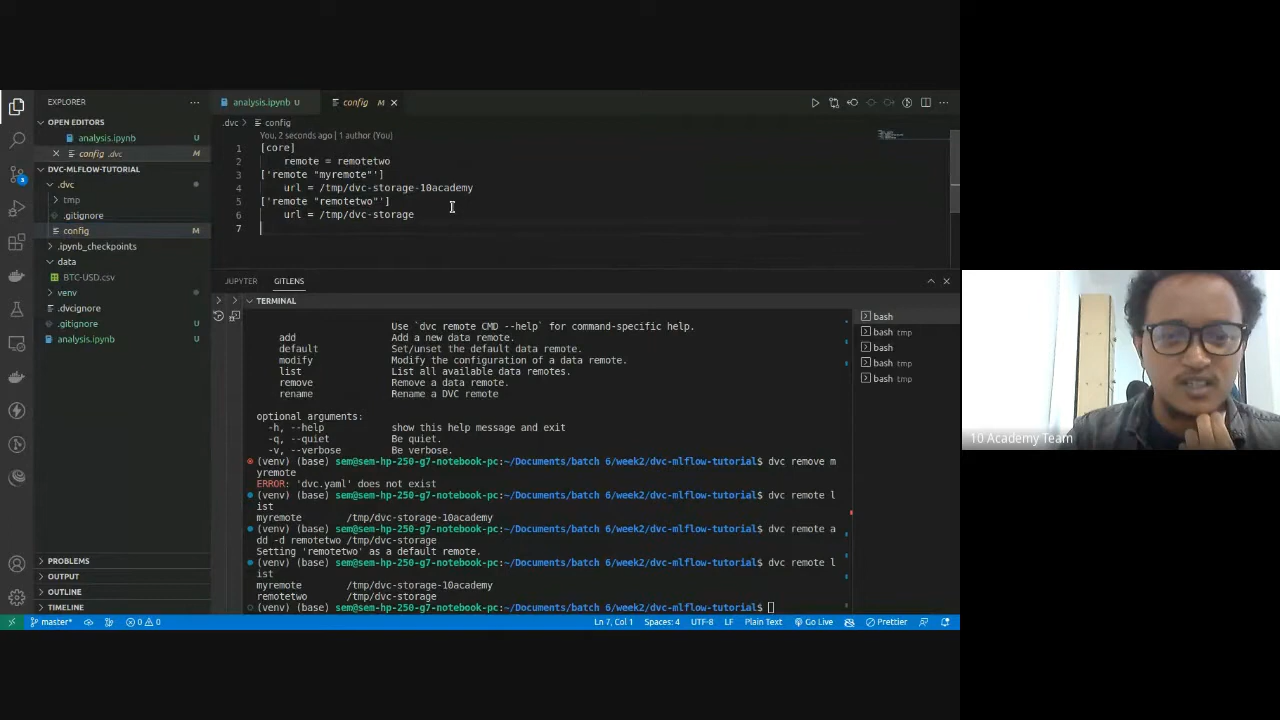 EXPLORER
OPEN EDITORS
analysis.ipynb U
config .dvc M
DVC-MLFLOW-TUTORIAL
.dvc
tmp
.gitignore
config M
.ipynb_checkpoints
data
BTC-USD.csv
venv
.dvcignore
.gitignore U
analysis.ipynb U
PROBLEMS
OUTPUT
OUTLINE
TIMELINE
3
analysis.ipynb U
config M
.dvc > config
You, 2 seconds ago | 1 author (You)
1 [core]
2 remote = remotetwo
3 ['remote "myremote"']
4 url = /tmp/dvc-storage-10academy
5 ['remote "remotetwo"']
6 url = /tmp/dvc-storage
7
JUPYTER GITLENS
TERMINAL
Use `dvc remote CMD --help` for command-specific help.
add Add a new data remote.
default Set/unset the default data remote.
modify Modify the configuration of a data remote.
list List all available data remotes.
remove Remove a data remote.
rename Rename a DVC remote
optional arguments:
-h, --help show this help message and exit
-q, --quiet Be quiet.
-v, --verbose Be verbose.
(venv) (base) sem@sem-hp-250-g7-notebook-pc:~/Documents/batch 6/week2/dvc-mlflow-tutorial$ dvc remove m
yremote
ERROR: 'dvc.yaml' does not exist
(venv) (base) sem@sem-hp-250-g7-notebook-pc:~/Documents/batch 6/week2/dvc-mlflow-tutorial$ dvc remote l
ist
myremote /tmp/dvc-storage-10academy
(venv) (base) sem@sem-hp-250-g7-notebook-pc:~/Documents/batch 6/week2/dvc-mlflow-tutorial$ dvc remote a
dd -d remotetwo /tmp/dvc-storage
Setting 'remotetwo' as a default remote.
(venv) (base) sem@sem-hp-250-g7-notebook-pc:~/Documents/batch 6/week2/dvc-mlflow-tutorial$ dvc remote l
ist
myremote /tmp/dvc-storage-10academy
remotetwo /tmp/dvc-storage
(venv) (base) sem@sem-hp-250-g7-notebook-pc:~/Documents/batch 6/week2/dvc-mlflow-tutorial$
bash
bash tmp
bash
bash tmp
bash tmp
master* 0 0 Ln 7, Col 1 Spaces: 4 UTF-8 LF Plain Text Go Live Prettier
10 Academy Team